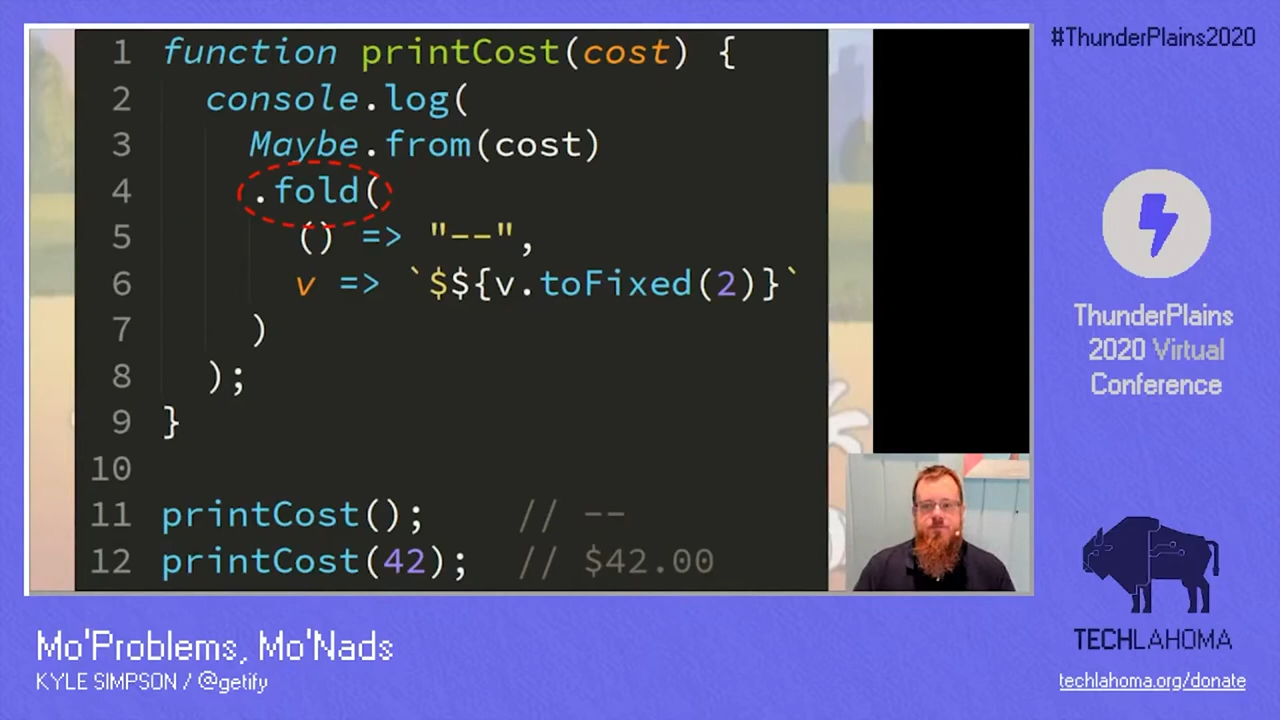 1 function printCost(cost) {
2 console.log(
3 Maybe.from(cost)
4 .fold(
5 () => "--",
6 v => `$${v.toFixed(2)}`
7 )
8 );
9 }
10
11 printCost(); // --
12 printCost(42); // $42.00
#ThunderPlains2020
ThunderPlains
2020 Virtual
Conference
TECHLAHOMA
techlahoma.org/donate
Mo'Problems, Mo'Nads
KYLE SIMPSON / @getify